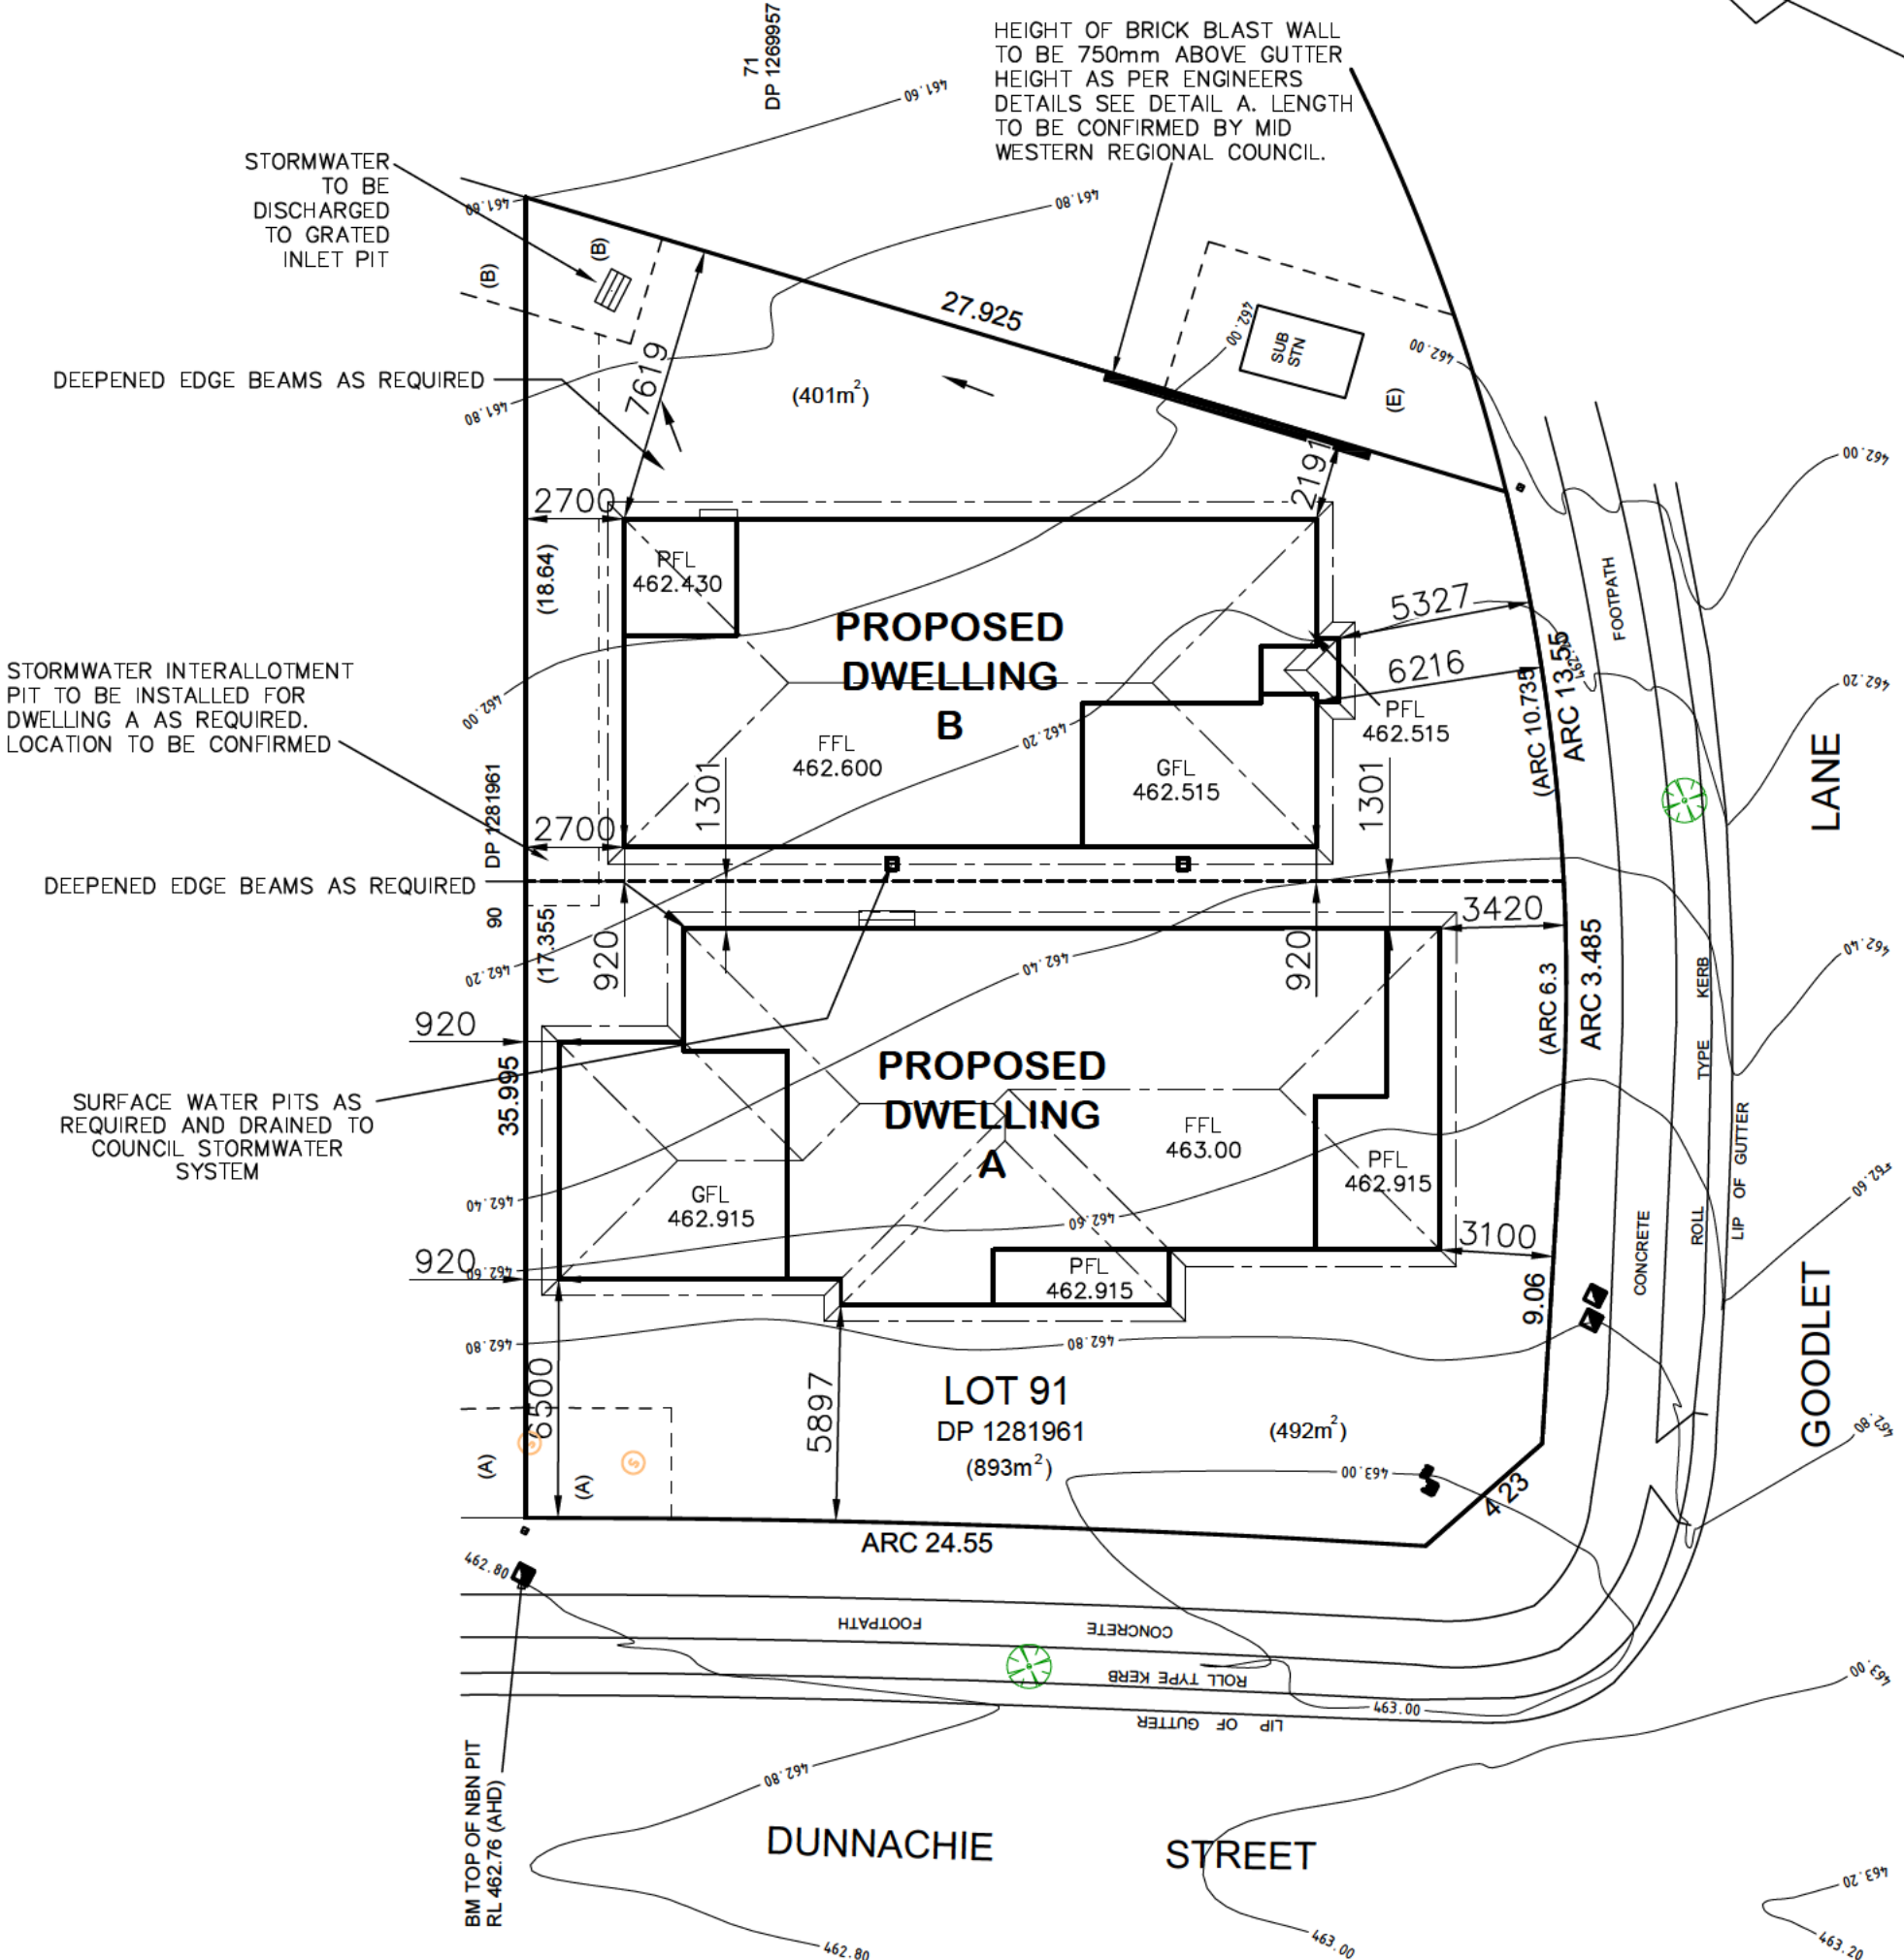 71
DP 1269957
HEIGHT OF BRICK BLAST WALL
TO BE 750mm ABOVE GUTTER
HEIGHT AS PER ENGINEERS
DETAILS SEE DETAIL A. LENGTH
TO BE CONFIRMED BY MID
WESTERN REGIONAL COUNCIL.
461.60
STORMWATER
TO BE
DISCHARGED
TO GRATED
INLET PIT
461.60
461.80
(B)
(B)
27.925
462.00
SUB
STN
462.00
(E)
7619
DEEPENED EDGE BEAMS AS REQUIRED
(401m²)
461.80
2191
462.00
2700
(18.64)
PFL
462.430
PROPOSED
DWELLING
B
5327
6216
FOOTPATH
462.20
462.20
STORMWATER INTERALLOTMENT
PIT TO BE INSTALLED FOR
DWELLING A AS REQUIRED.
LOCATION TO BE CONFIRMED
462.00
462.20
PFL
462.515
(ARC 10.735)
ARC 13.55
LANE
FFL
462.600
GFL
462.515
1301
1301
DP 1281961
2700
DEEPENED EDGE BEAMS AS REQUIRED
90
(17.355)
920
920
3420
462.20
462.40
462.40
KERB
(ARC 6.3)
ARC 3.485
920
35.995
PROPOSED
DWELLING
A
TYPE
SURFACE WATER PITS AS
REQUIRED AND DRAINED TO
COUNCIL STORMWATER
SYSTEM
FFL
463.00
PFL
462.915
GFL
462.915
462.40
462.60
462.60
LIP OF GUTTER
ROLL
CONCRETE
3100
920
462.60
PFL
462.915
9.06
GOODLET
462.80
462.80
6500
5897
LOT 91
DP 1281961
(893m²)
(492m²)
462.80
(A)
(A)
S
S
463.00
4.23
ARC 24.55
462.80
FOOTPATH
CONCRETE
ROLL TYPE KERB
463.00
463.00
LIP OF GUTTER
BM TOP OF NBN PIT
RL 462.76 (AHD)
462.80
DUNNACHIE STREET
463.20
462.80
463.00
463.20